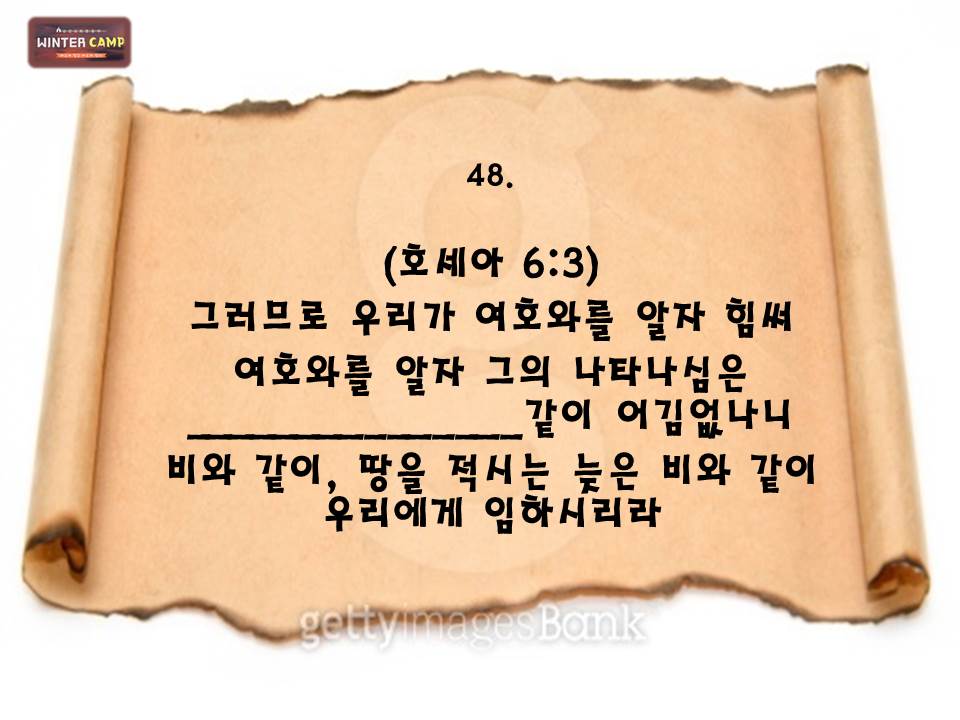 WINTER CAMP
48.
(호세아 6:3)
그러므로 우리가 여호와를 알자 힘써
여호와를 알자 그의 나타나심은
_______________같이 어김없나니
비와 같이, 땅을 적시는 늦은 비와 같이
우리에게 임하시리라
gettyimagesBank